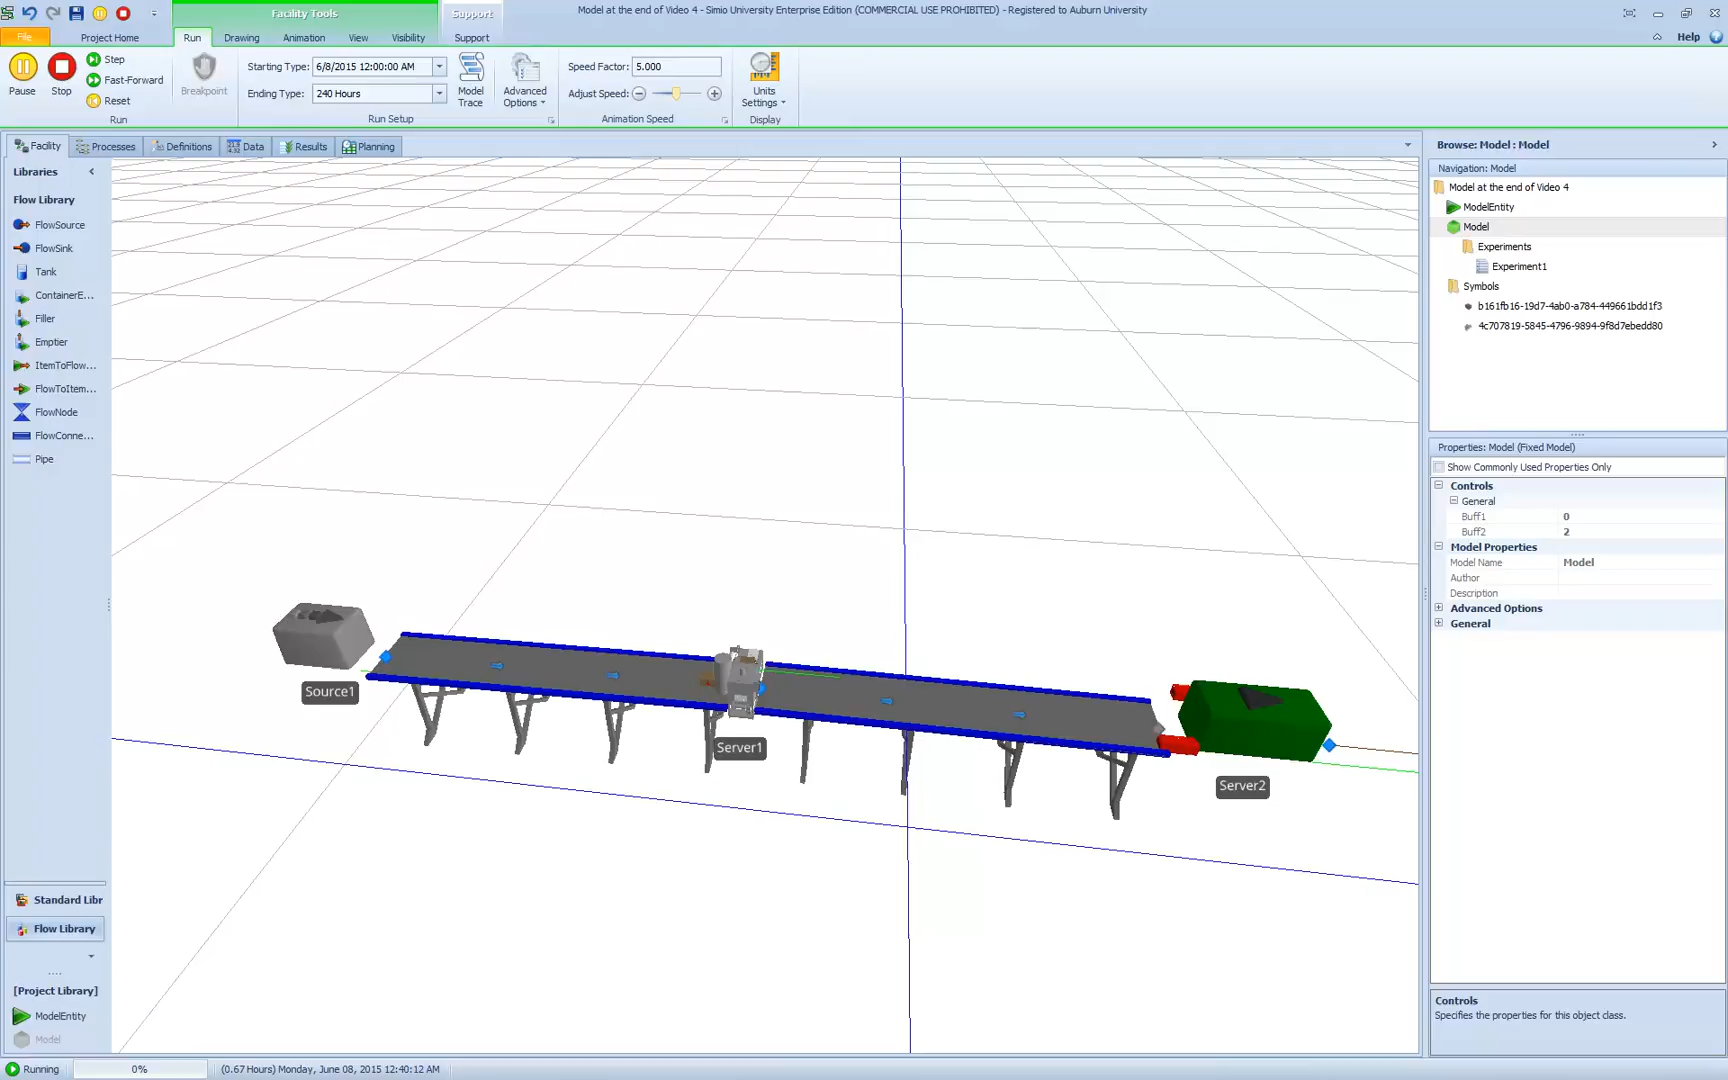 Facility Tools
Support
Model at the end of Video 4 - Simio University Enterprise Edition (COMMERCIAL USE PROHIBITED) - Registered to Auburn University
File
Project Home
Run
Drawing
Animation
View
Visibility
Support
Help
Pause
Stop
Step
Fast-Forward
Reset
Run
Breakpoint
Starting Type: 6/8/2015 12:00:00 AM
Ending Type: 240 Hours
Run Setup
Model Trace
Advanced Options
Speed Factor: 5.000
Adjust Speed:
Animation Speed
Units Settings
Display
Facility
Processes
Definitions
Data
Results
Planning
Libraries
Flow Library
FlowSource
FlowSink
Tank
ContainerE...
Filler
Emptier
ItemToFlow...
FlowToItem...
FlowNode
FlowConne...
Pipe
Standard Libr
Flow Library
[Project Library]
ModelEntity
Model
Source1
Server1
Server2
Browse: Model : Model
Navigation: Model
Model at the end of Video 4
ModelEntity
Model
Experiments
Experiment1
Symbols
b161fb16-19d7-4ab0-a784-449661bdd1f3
4c707819-5845-4796-9894-9f8d7ebedd80
Properties: Model (Fixed Model)
Show Commonly Used Properties Only
Controls
General
Buff1 0
Buff2 2
Model Properties
Model Name Model
Author
Description
Advanced Options
General
Controls
Specifies the properties for this object class.
Running
0%
(0.67 Hours) Monday, June 08, 2015 12:40:12 AM